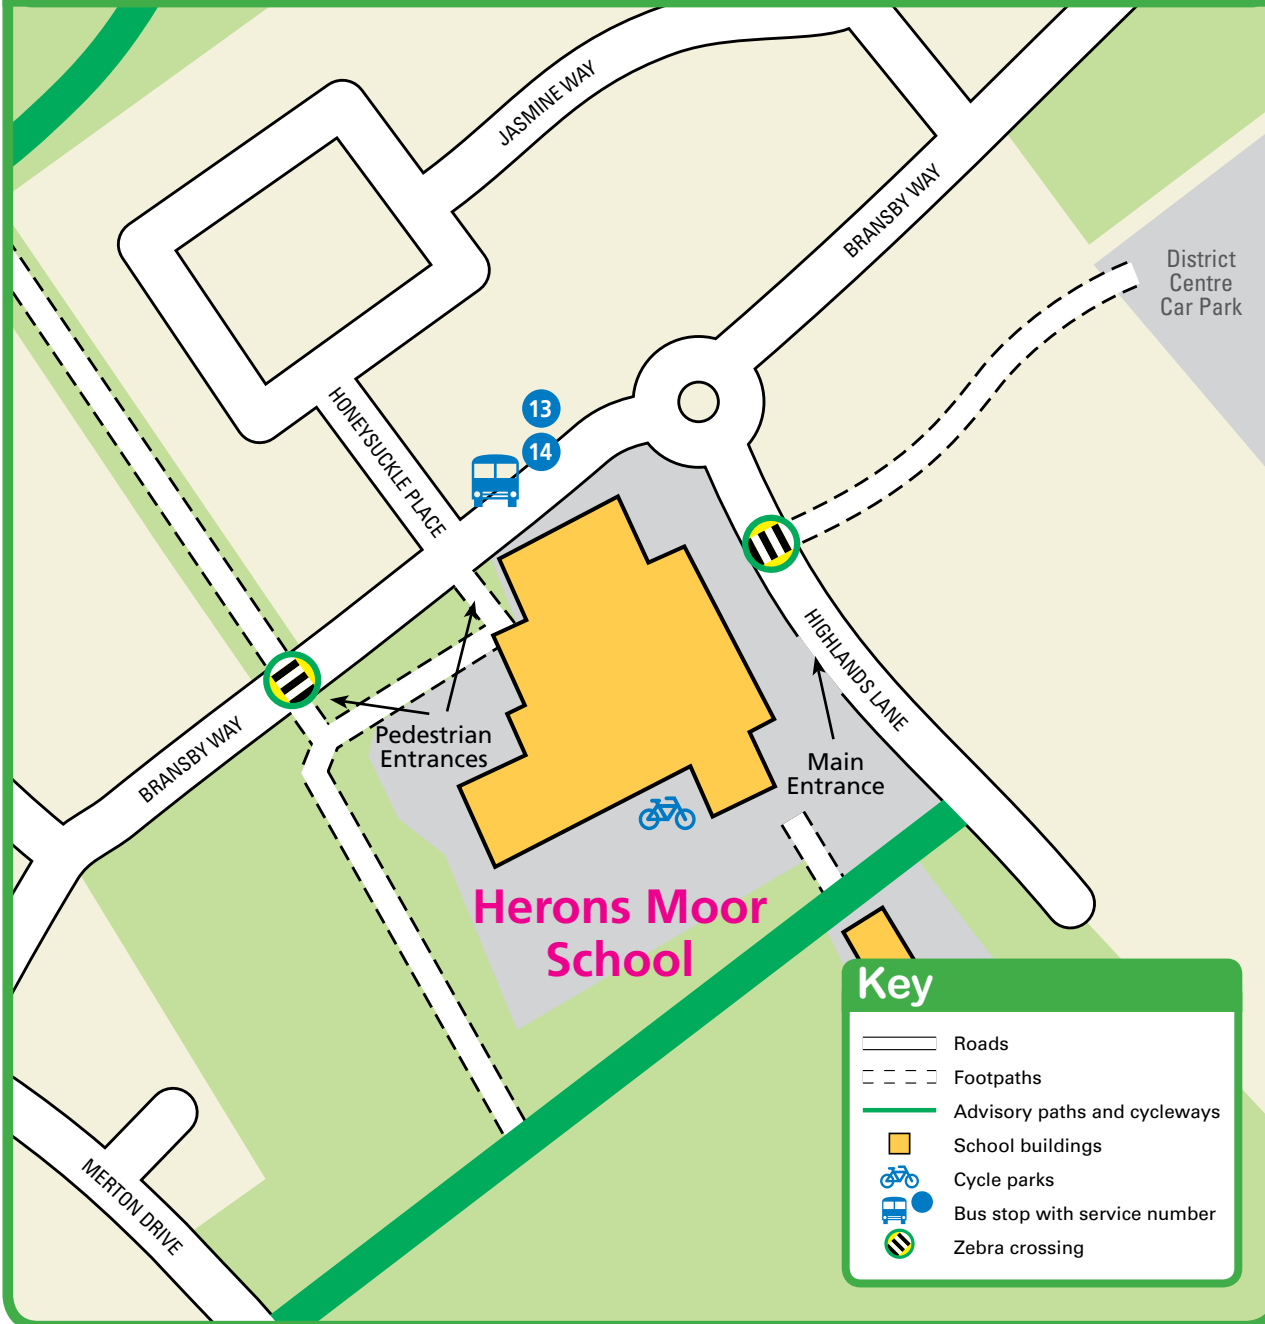 JASMINE WAY
BRANSBY WAY
District
Centre
Car Park
HONEYSUCKLE PLACE
13
14
HIGHLANDS LANE
BRANSBY WAY
Pedestrian
Entrances
Main
Entrance
Herons Moor
School
MERTON DRIVE
Key
Roads
Footpaths
Advisory paths and cycleways
School buildings
Cycle parks
Bus stop with service number
Zebra crossing